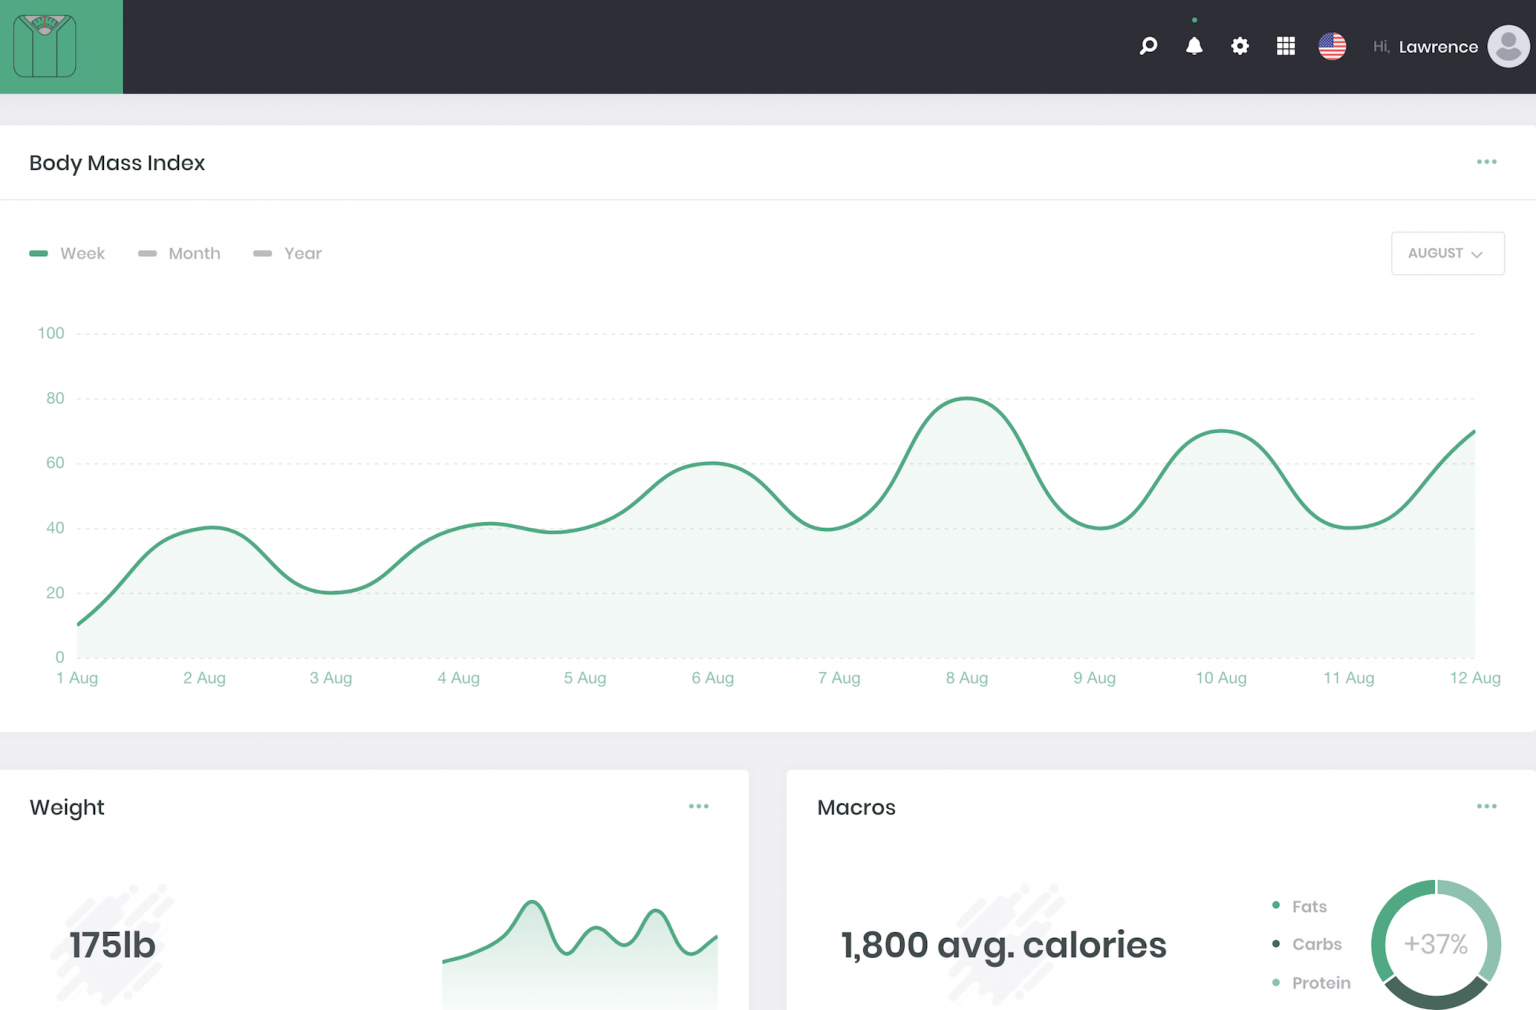 Hi, Lawrence
Body Mass Index
Week Month Year
AUGUST
100
80
60
40
20
0
1 Aug 2 Aug 3 Aug 4 Aug 5 Aug 6 Aug 7 Aug 8 Aug 9 Aug 10 Aug 11 Aug 12 Aug
Weight
175lb
Macros
1,800 avg. calories
Fats
Carbs
Protein
+37%